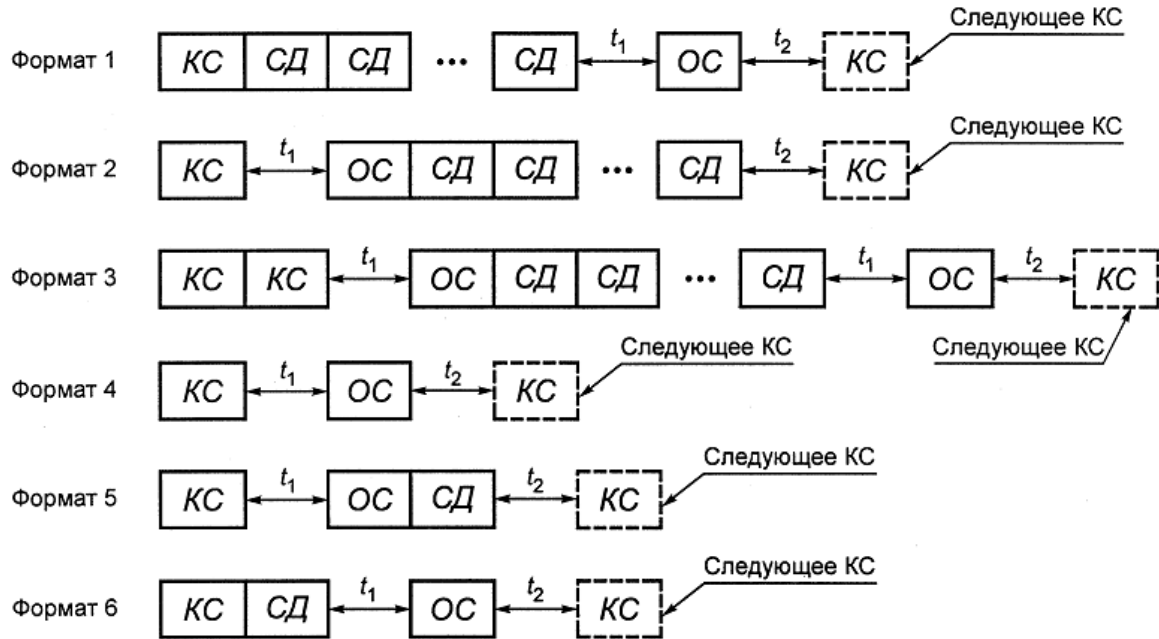 Следующее КС
Формат 1 КС СД СД ••• СД t1 ОС t2 КС
Следующее КС
Формат 2 КС t1 ОС СД СД ••• СД t2 КС
Формат 3 КС КС t1 ОС СД СД ••• СД t1 ОС t2 КС
Следующее КС
Следующее КС
Формат 4 КС t1 ОС t2 КС
Следующее КС
Формат 5 КС t1 ОС СД t2 КС
Следующее КС
Формат 6 КС СД t1 ОС t2 КС